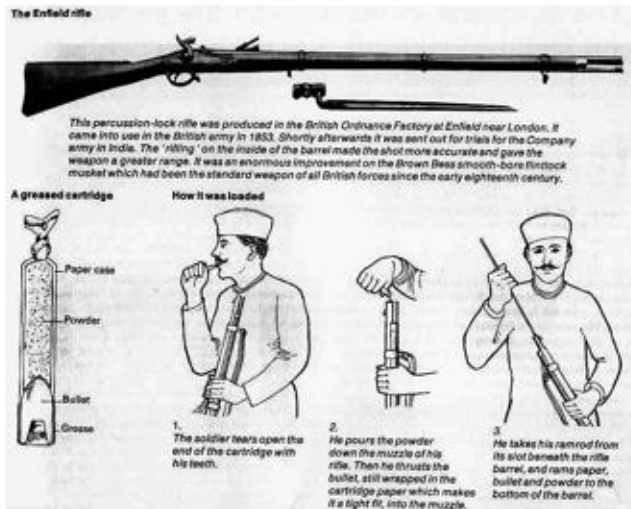 The Enfield rifle
This percussion-lock rifle was produced in the British Ordnance Factory at Enfield near London. It
came into use in the British army in 1853. Shortly afterwards it was sent out for trials for the Company
army in India. The 'rifling' on the inside of the barrel made the shot more accurate and gave the
weapon a greater range. It was an enormous improvement on the Brown Bess smooth-bore flintlock
musket which had been the standard weapon of all British forces since the early eighteenth century.
A greased cartridge
Paper case
Powder
Bullet
Grease
How it was loaded
1.
The soldier tears open the
end of the cartridge with
his teeth.
2.
He pours the powder
down the muzzle of his
rifle. Then he thrusts the
bullet, still wrapped in the
cartridge paper which makes
it a tight fit, into the muzzle.
3.
He takes his ramrod from
its slot beneath the rifle
barrel, and rams paper,
bullet and powder to the
bottom of the barrel.